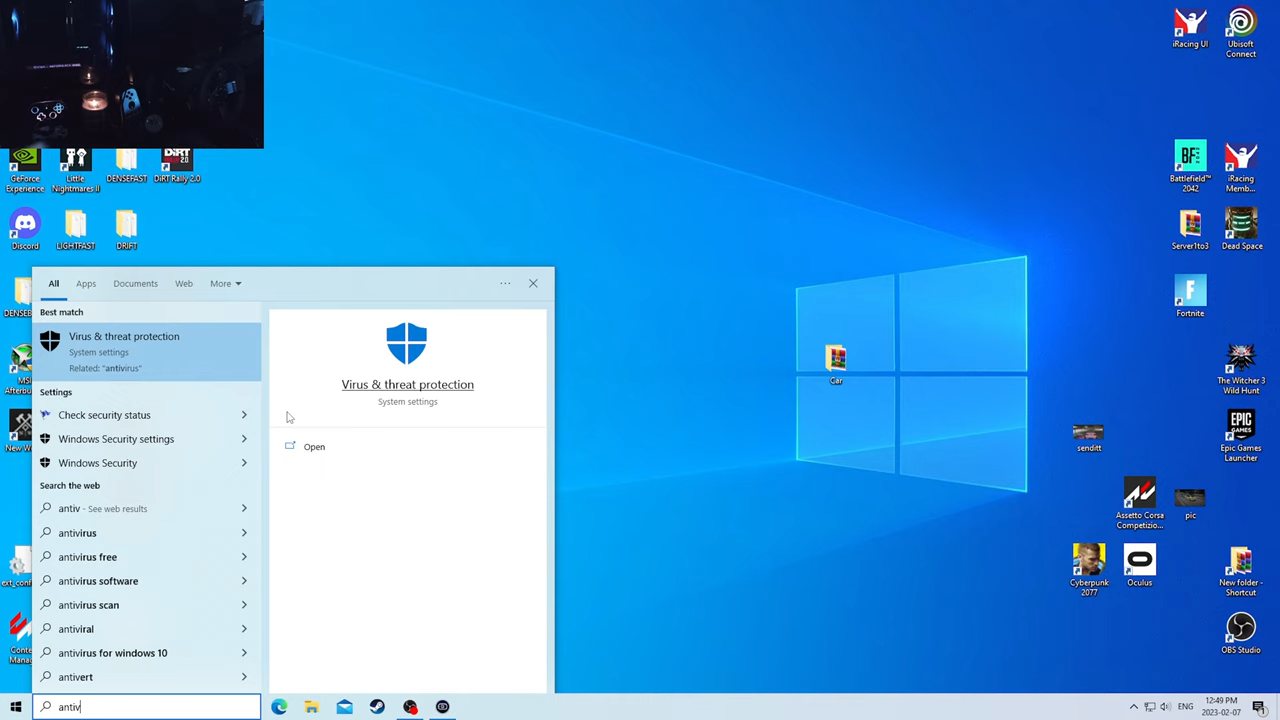 iRacing UI
Ubisoft
Connect
GeForce
Experience
Little
Nightmares II
DENSEFAST
DiRT Rally 2.0
BF
Battlefield™
2042
iRacing
Memb...
Discord
LIGHTFAST
DRIFT
Server1to3
Dead Space
Fortnite
All
Apps
Documents
Web
More
Best match
Virus & threat protection
System settings
Related: "antivirus"
Virus & threat protection
System settings
Open
Settings
Check security status
Windows Security settings
Windows Security
Search the web
antiv - See web results
antivirus
antivirus free
antivirus software
antivirus scan
antiviral
antivirus for windows 10
antivert
Car
The Witcher 3
Wild Hunt
senditt
EPIC
GAMES
Epic Games
Launcher
Assetto Corsa
Competizio...
pic
Cyberpunk
2077
Oculus
New folder -
Shortcut
OBS Studio
antiv
ENG
12:49 PM
2023-02-07